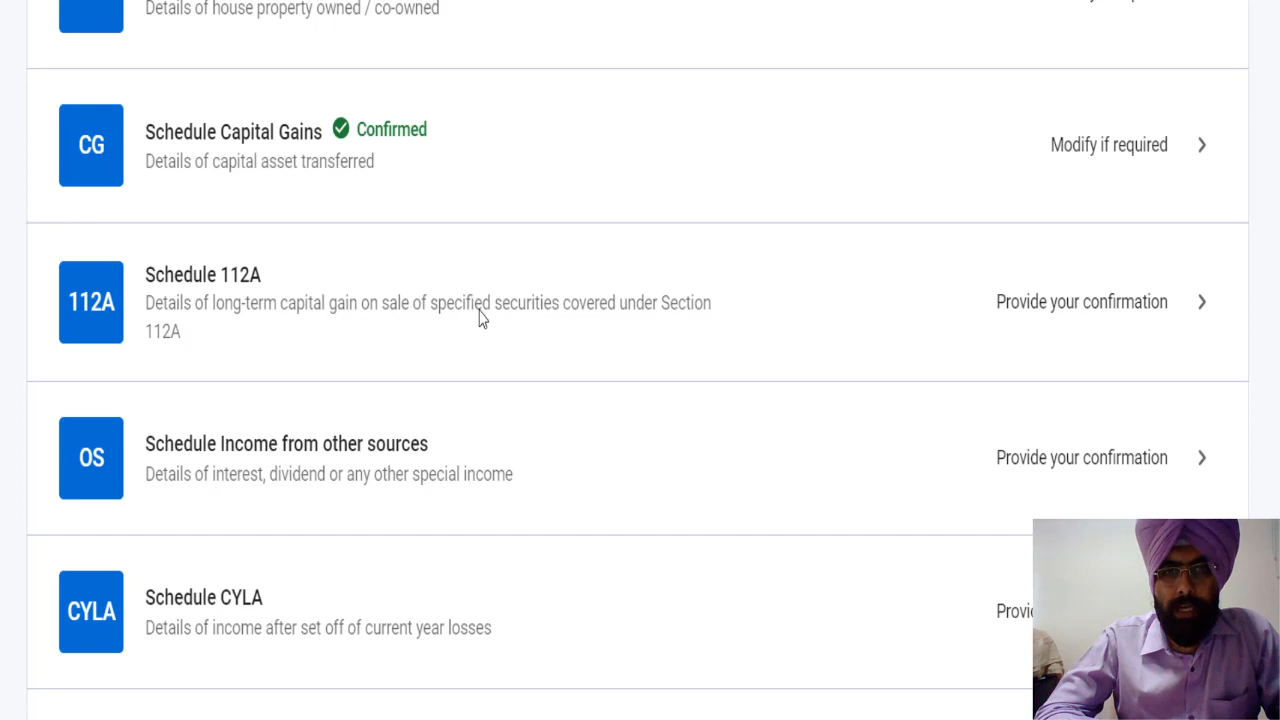 Details of house property owned / co-owned
CG
Schedule Capital Gains
Confirmed
Details of capital asset transferred
Modify if required
112A
Schedule 112A
Details of long-term capital gain on sale of specified securities covered under Section
112A
Provide your confirmation
OS
Schedule Income from other sources
Details of interest, dividend or any other special income
Provide your confirmation
CYLA
Schedule CYLA
Details of income after set off of current year losses